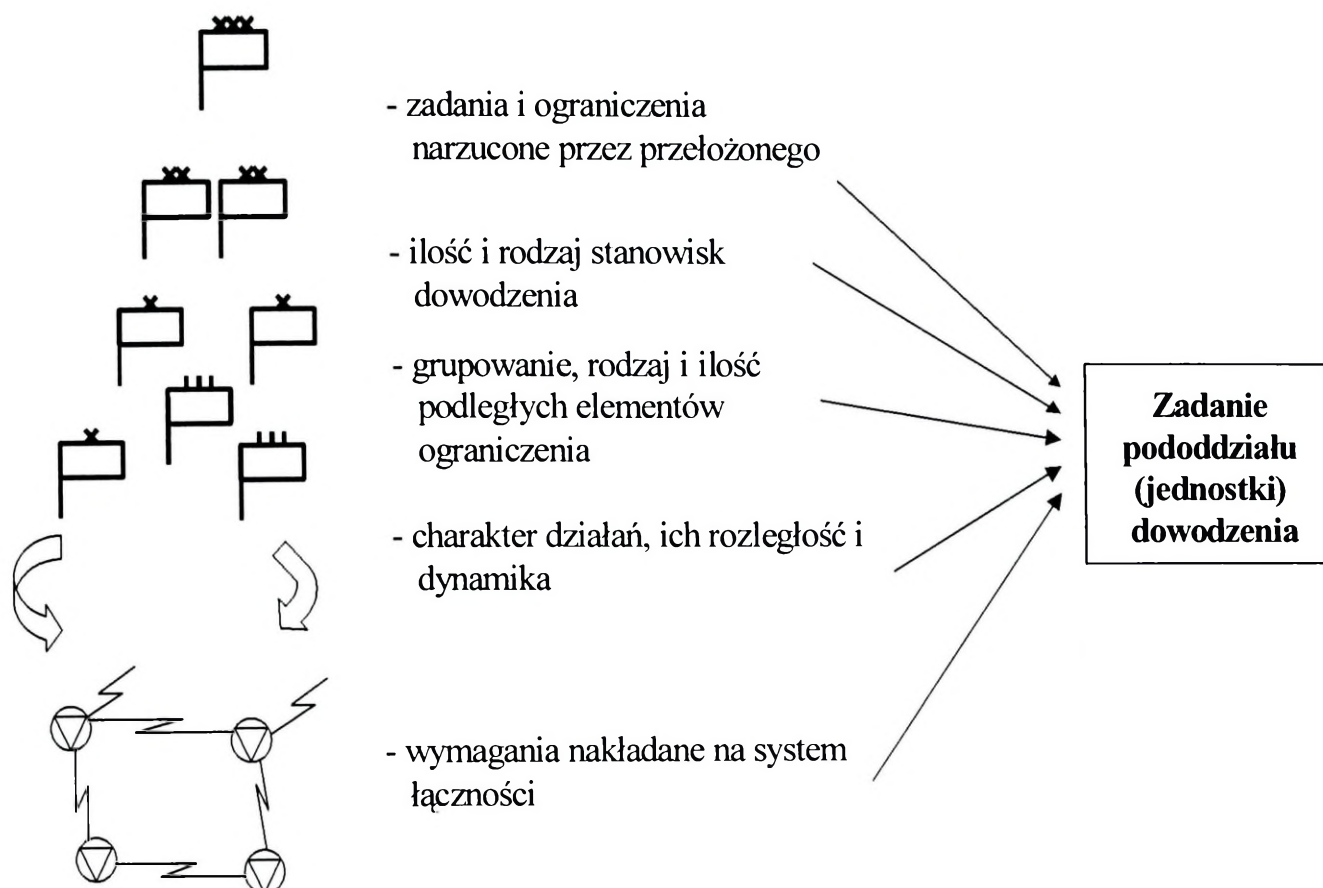 - zadania i ograniczenia
narzucone przez przełożonego
- ilość i rodzaj stanowisk
dowodzenia
- grupowanie, rodzaj i ilość
podległych elementów
ograniczenia
- charakter działań, ich rozległość i
dynamika
- wymagania nakładane na system
łączności
Zadanie
pododdziału
(jednostki)
dowodzenia